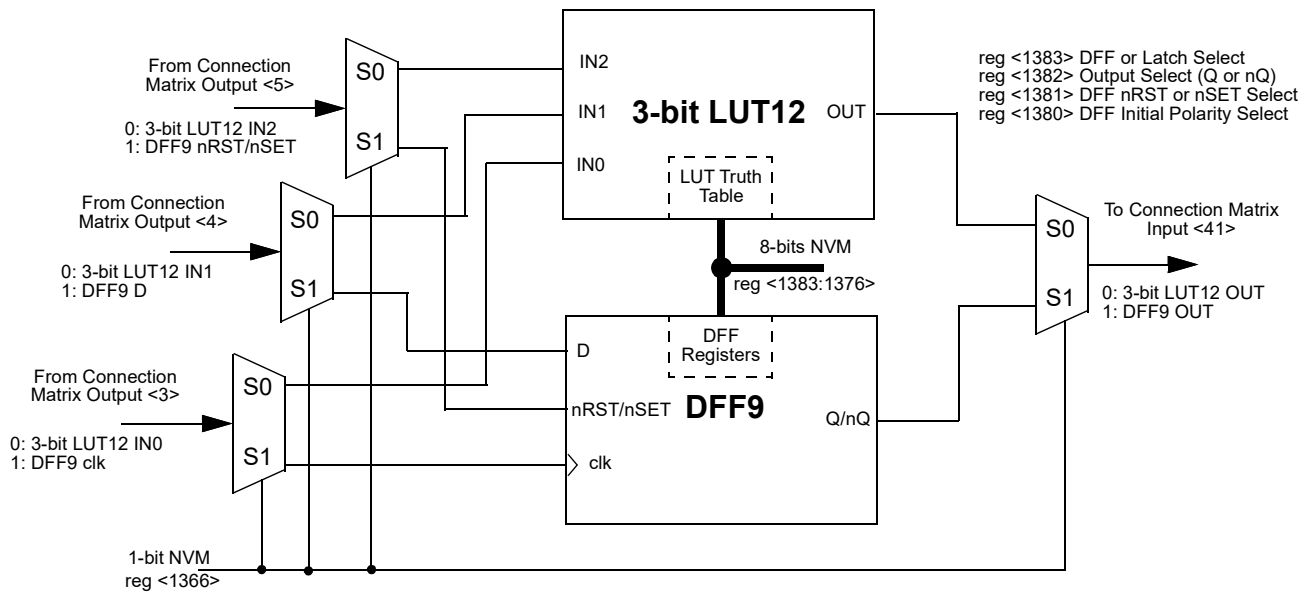 From Connection
Matrix Output <5>
0: 3-bit LUT12 IN2
1: DFF9 nRST/nSET
S0
S1
From Connection
Matrix Output <4>
0: 3-bit LUT12 IN1
1: DFF9 D
S0
S1
From Connection
Matrix Output <3>
0: 3-bit LUT12 IN0
1: DFF9 clk
S0
S1
1-bit NVM
reg <1366>
IN2
IN1
IN0
3-bit LUT12
OUT
LUT Truth
Table
8-bits NVM
reg <1383:1376>
DFF
Registers
D
nRST/nSET
clk
DFF9
Q/nQ
reg <1383> DFF or Latch Select
reg <1382> Output Select (Q or nQ)
reg <1381> DFF nRST or nSET Select
reg <1380> DFF Initial Polarity Select
S0
S1
To Connection Matrix
Input <41>
0: 3-bit LUT12 OUT
1: DFF9 OUT